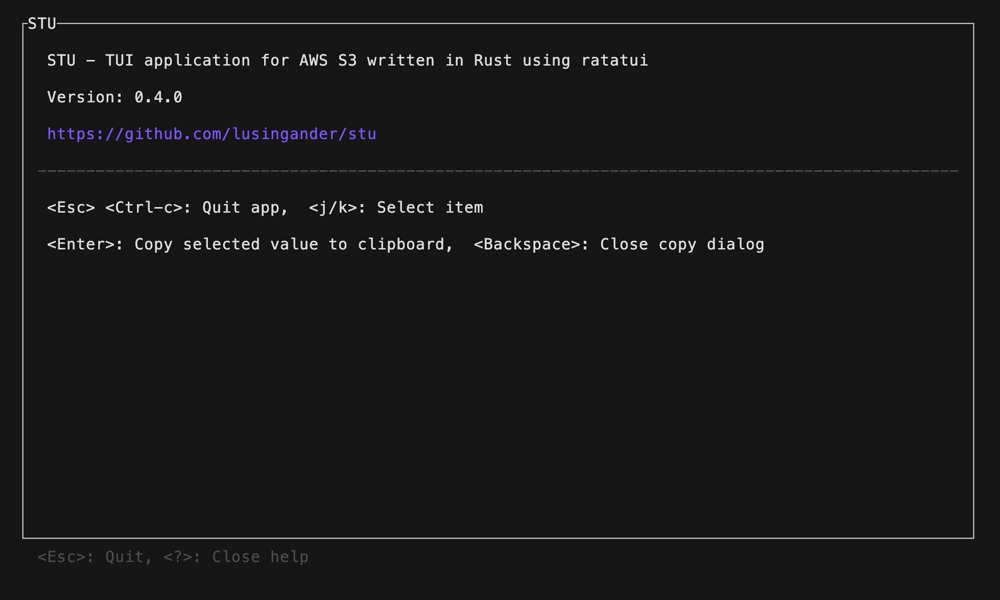 STU
STU - TUI application for AWS S3 written in Rust using ratatui
Version: 0.4.0
https://github.com/lusingander/stu
<Esc> <Ctrl-c>: Quit app,  <j/k>: Select item
<Enter>: Copy selected value to clipboard,  <Backspace>: Close copy dialog
<Esc>: Quit, <?>: Close help